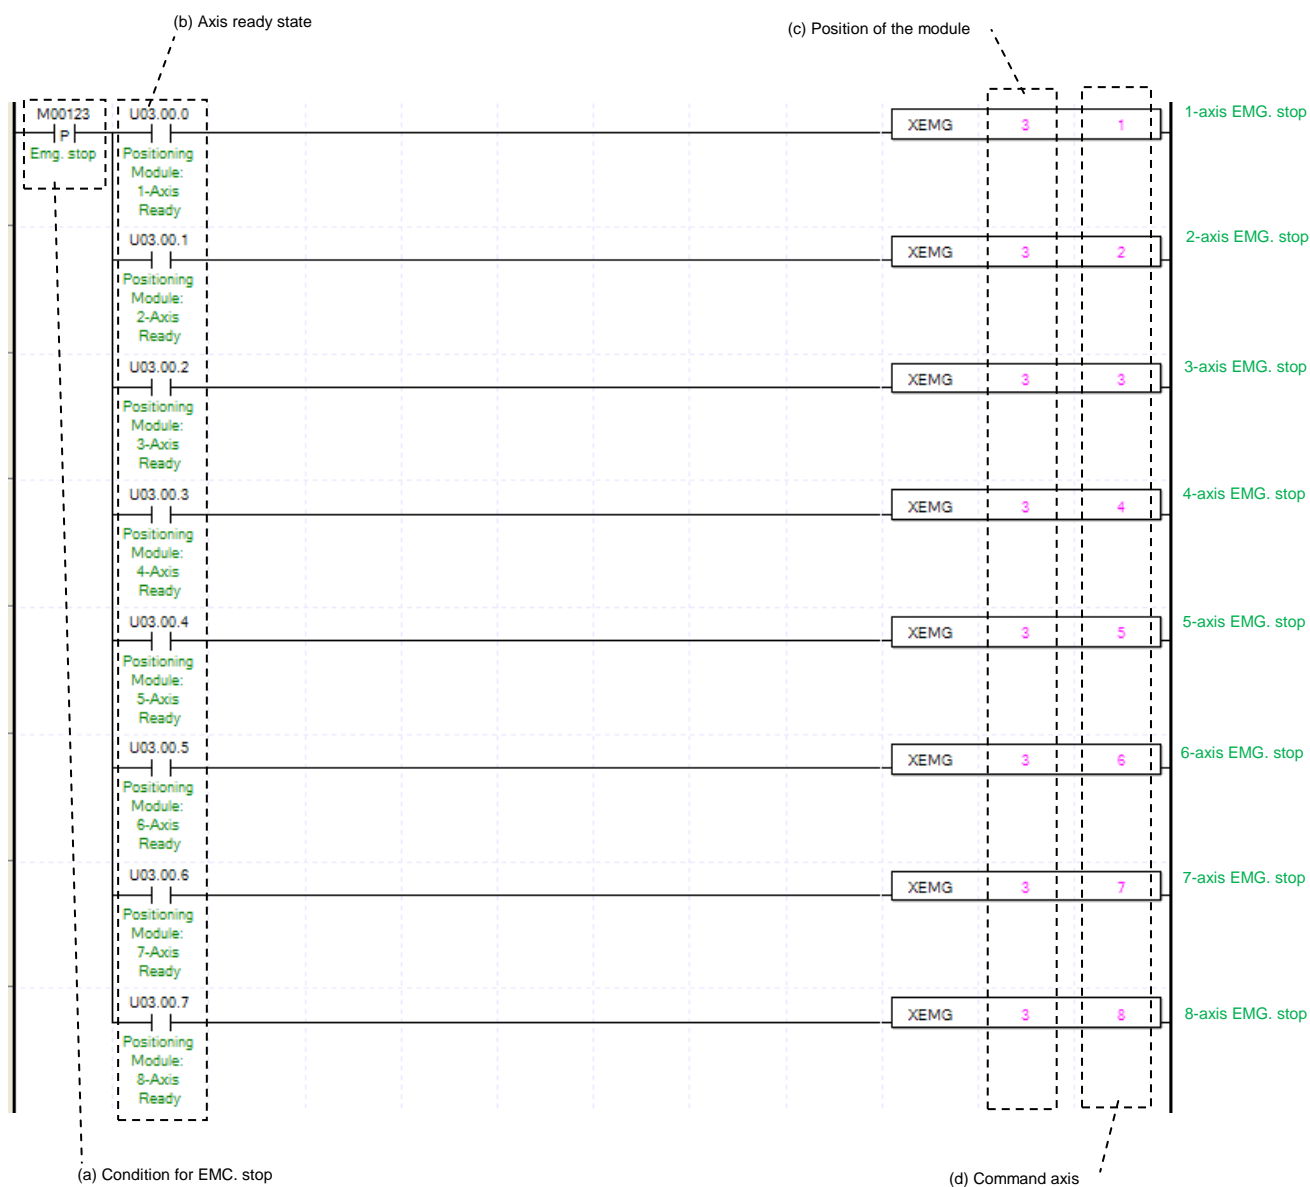 (b) Axis ready state
(c) Position of the module
M00123
P
Emg. stop
U03.00.0
Positioning
Module:
1-Axis
Ready
XEMG 3 1
1-axis EMG. stop
U03.00.1
Positioning
Module:
2-Axis
Ready
XEMG 3 2
2-axis EMG. stop
U03.00.2
Positioning
Module:
3-Axis
Ready
XEMG 3 3
3-axis EMG. stop
U03.00.3
Positioning
Module:
4-Axis
Ready
XEMG 3 4
4-axis EMG. stop
U03.00.4
Positioning
Module:
5-Axis
Ready
XEMG 3 5
5-axis EMG. stop
U03.00.5
Positioning
Module:
6-Axis
Ready
XEMG 3 6
6-axis EMG. stop
U03.00.6
Positioning
Module:
7-Axis
Ready
XEMG 3 7
7-axis EMG. stop
U03.00.7
Positioning
Module:
8-Axis
Ready
XEMG 3 8
8-axis EMG. stop
(a) Condition for EMC. stop
(d) Command axis